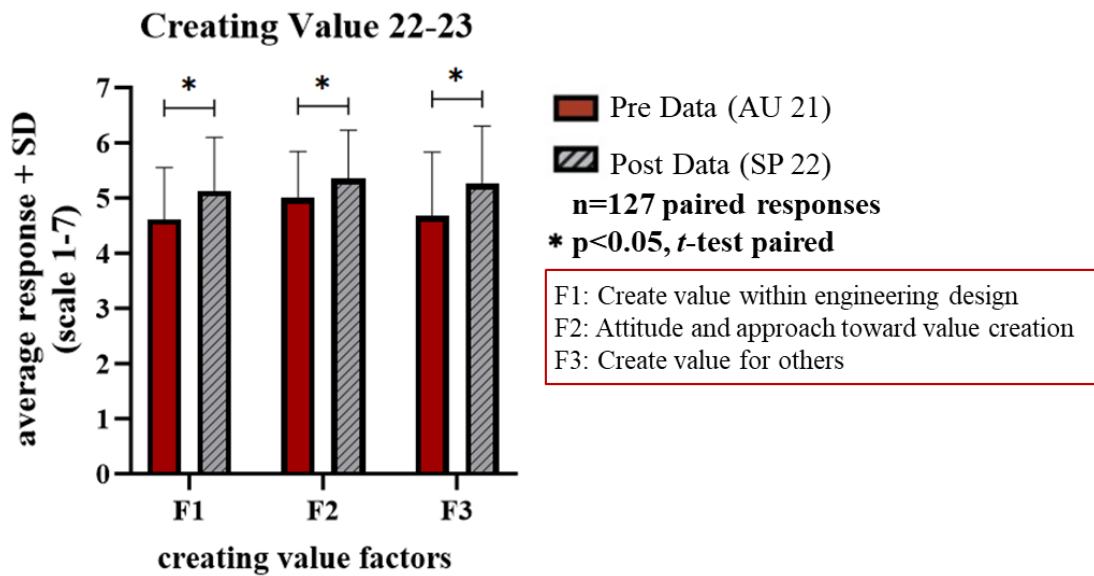 Creating Value 22-23
average response + SD
(scale 1-7)
7
6
5
4
3
2
1
0
*
*
*
F1
F2
F3
creating value factors
Pre Data (AU 21)
Post Data (SP 22)
n=127 paired responses
* p<0.05, t-test paired
F1: Create value within engineering design
F2: Attitude and approach toward value creation
F3: Create value for others